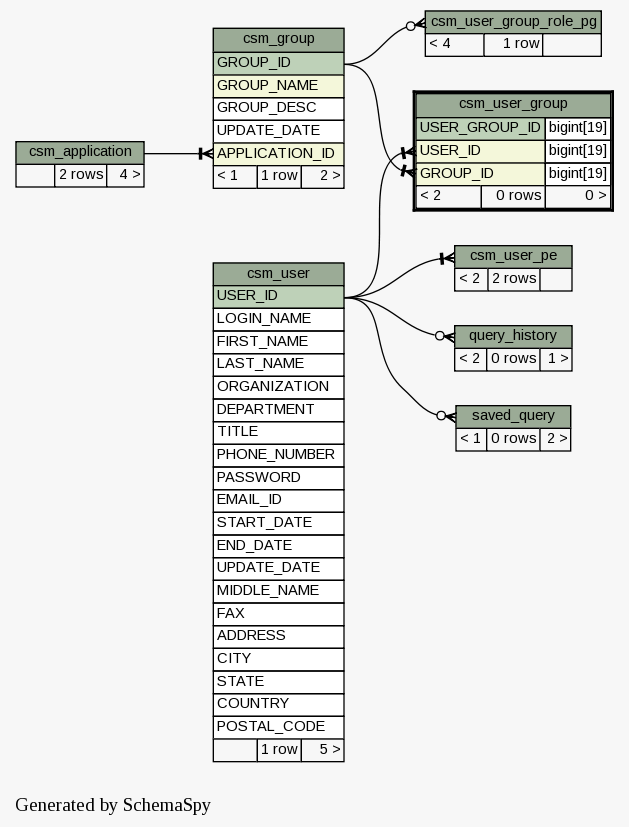 csm_application
2 rows 4 >
csm_group
GROUP_ID
GROUP_NAME
GROUP_DESC
UPDATE_DATE
APPLICATION_ID
< 1 1 row 2 >
csm_user_group_role_pg
< 4 1 row
csm_user_group
USER_GROUP_ID bigint[19]
USER_ID bigint[19]
GROUP_ID bigint[19]
< 2 0 rows 0 >
csm_user
USER_ID
LOGIN_NAME
FIRST_NAME
LAST_NAME
ORGANIZATION
DEPARTMENT
TITLE
PHONE_NUMBER
PASSWORD
EMAIL_ID
START_DATE
END_DATE
UPDATE_DATE
MIDDLE_NAME
FAX
ADDRESS
CITY
STATE
COUNTRY
POSTAL_CODE
1 row 5 >
csm_user_pe
< 2 2 rows
query_history
< 2 0 rows 1 >
saved_query
< 1 0 rows 2 >
Generated by SchemaSpy